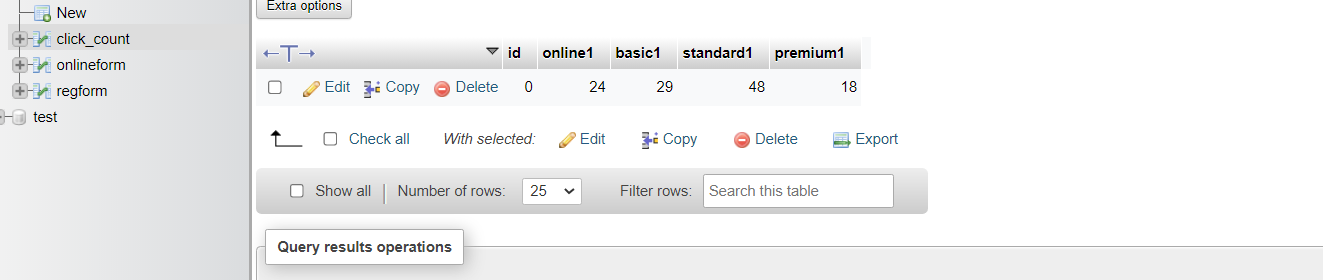 Extra options
New
click_count
onlineform
regform
test
id online1 basic1 standard1 premium1
Edit Copy Delete 0 24 29 48 18
Check all With selected: Edit Copy Delete Export
Show all Number of rows: 25 Filter rows: Search this table
Query results operations